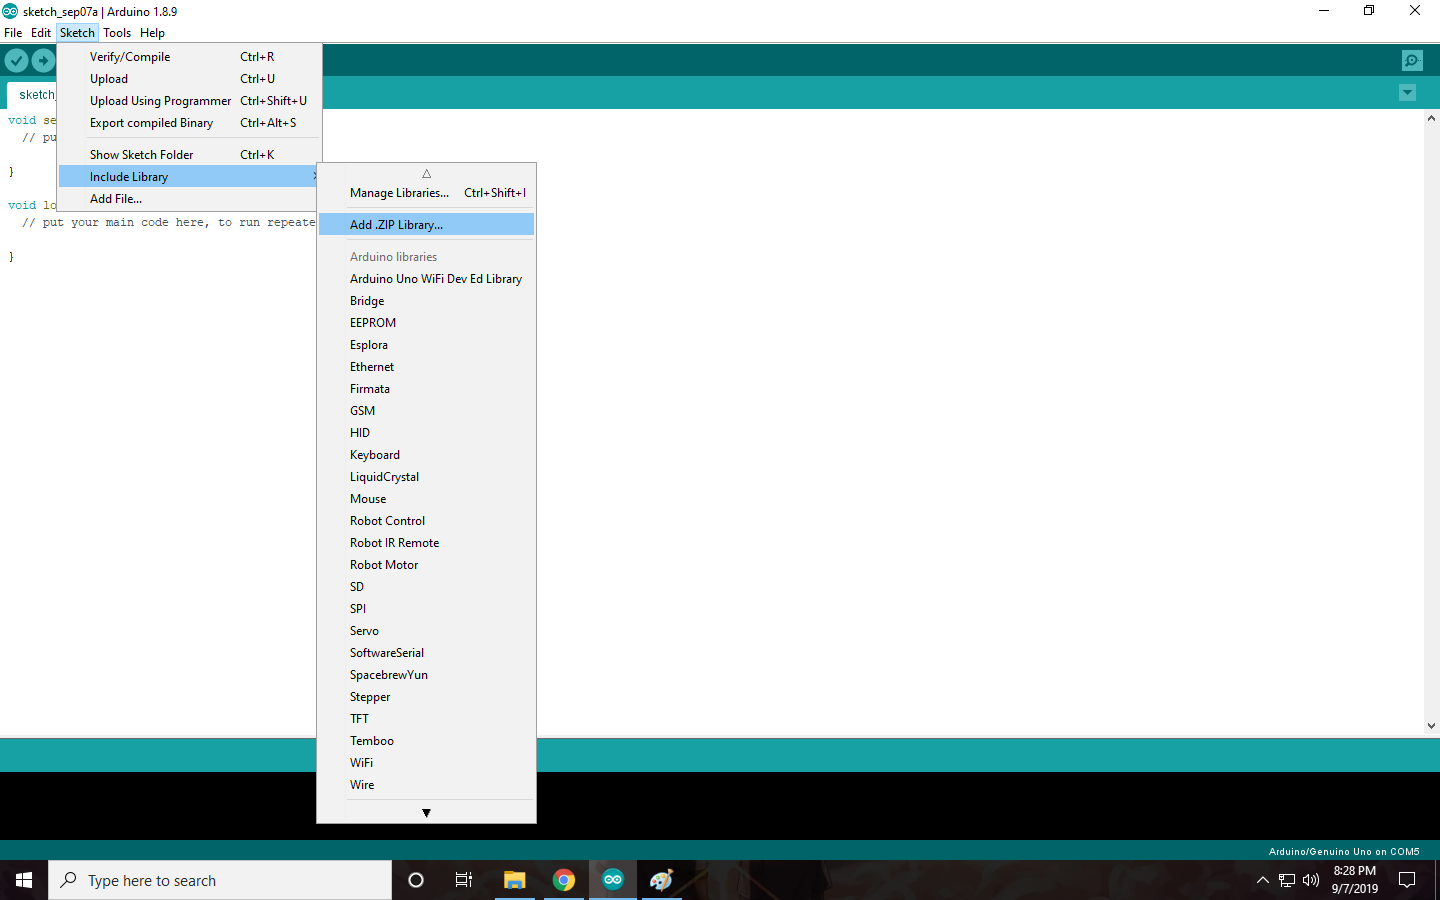 sketch_sep07a | Arduino 1.8.9
File Edit Sketch Tools Help
Verify/Compile Ctrl+R
Upload Ctrl+U
Upload Using Programmer Ctrl+Shift+U
Export compiled Binary Ctrl+Alt+S
Show Sketch Folder Ctrl+K
Include Library
Add File...
sketch_
void se
// pu
}
void lo
// put your main code here, to run repeate
}
Manage Libraries... Ctrl+Shift+I
Add .ZIP Library...
Arduino libraries
Arduino Uno WiFi Dev Ed Library
Bridge
EEPROM
Esplora
Ethernet
Firmata
GSM
HID
Keyboard
LiquidCrystal
Mouse
Robot Control
Robot IR Remote
Robot Motor
SD
SPI
Servo
SoftwareSerial
SpacebrewYun
Stepper
TFT
Temboo
WiFi
Wire
Arduino/Genuino Uno on COM5
Type here to search
8:28 PM
9/7/2019